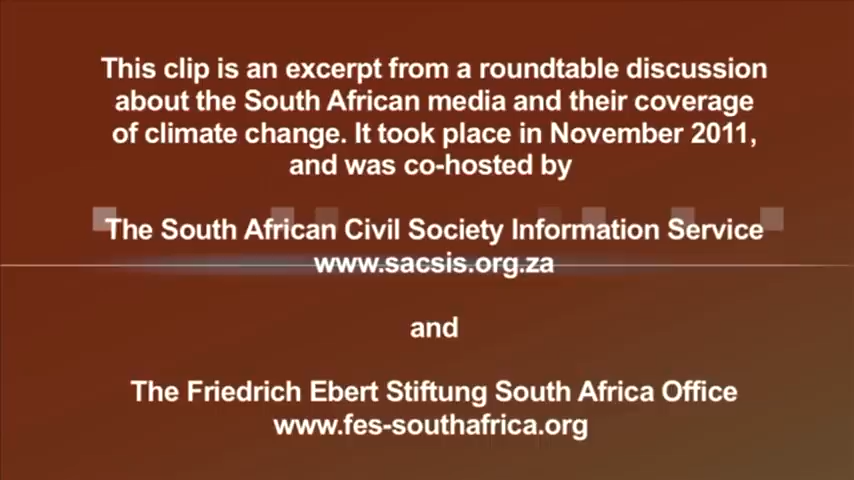 This clip is an excerpt from a roundtable discussion
about the South African media and their coverage
of climate change. It took place in November 2011,
and was co-hosted by
The South African Civil Society Information Service
www.sacsis.org.za
and
The Friedrich Ebert Stiftung South Africa Office
www.fes-southafrica.org